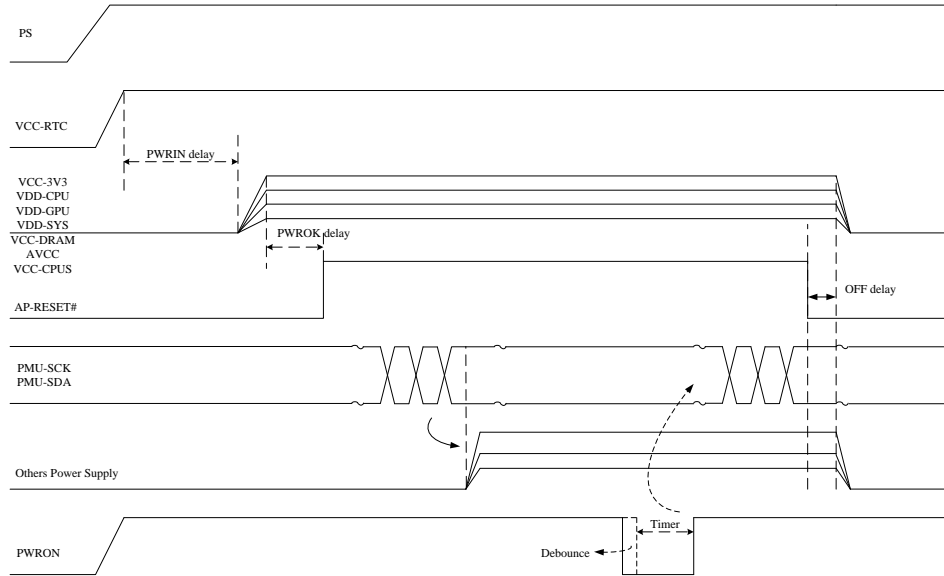 PS
VCC-RTC
PWRIN delay
VCC-3V3
VDD-CPU
VDD-GPU
VDD-SYS
VCC-DRAM
AVCC
VCC-CPUS
PWROK delay
AP-RESET#
OFF delay
PMU-SCK
PMU-SDA
Others Power Supply
PWRON
Debounce
Timer